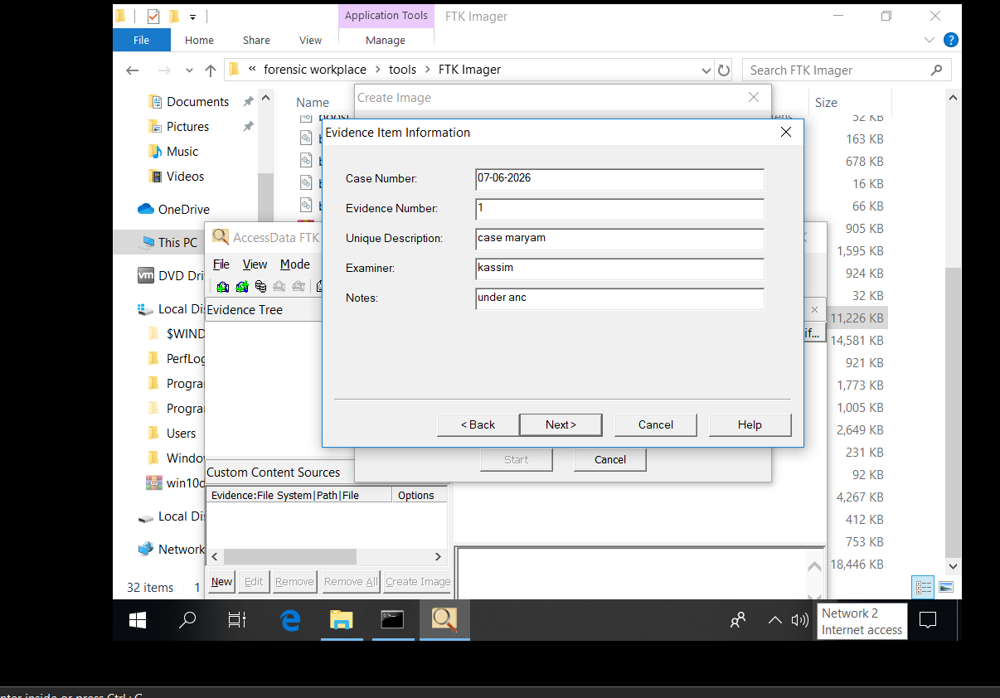 Application Tools
FTK Imager
File
Home
Share
View
Manage
« forensic workplace > tools > FTK Imager
Search FTK Imager
Documents
Pictures
Music
Videos
OneDrive
This PC
DVD Dri
Local Di
$WIND
PerfLog
Program
Progra
Users
Window
win10c
Local Di
Network
32 items
1
Name
Size
52 KB
163 KB
678 KB
16 KB
66 KB
905 KB
1,595 KB
924 KB
32 KB
11,226 KB
14,581 KB
921 KB
1,773 KB
1,005 KB
2,649 KB
231 KB
92 KB
4,267 KB
412 KB
753 KB
18,446 KB
AccessData FTK
File
View
Mode
Evidence Tree
if...
Custom Content Sources
Evidence:File System|Path|File
Options
New
Edit
Remove
Remove All
Create Image
Create Image
Start
Cancel
Evidence Item Information
Case Number:
07-06-2026
Evidence Number:
1
Unique Description:
case maryam
Examiner:
kassim
Notes:
under anc
< Back
Next>
Cancel
Help
vm
Network 2
Internet access
nter inside or press Ctrl+G